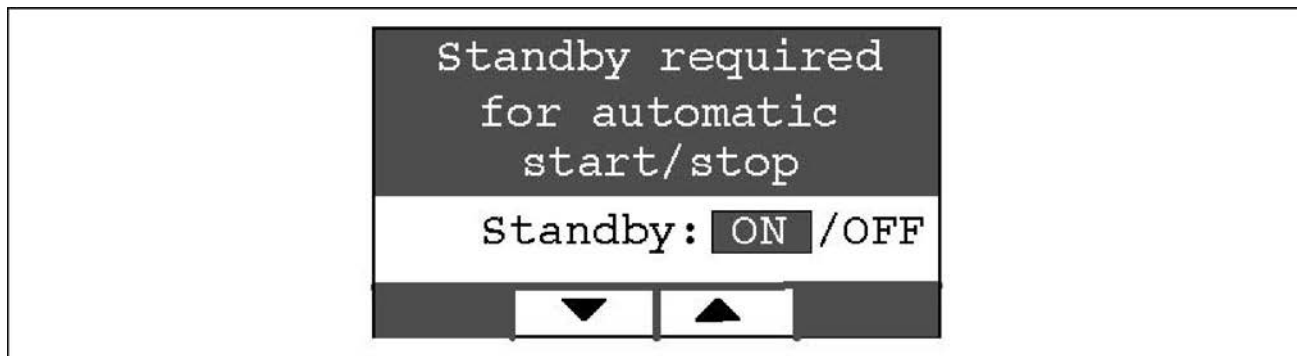 Standby required
for automatic
start/stop
Standby: ON /OFF